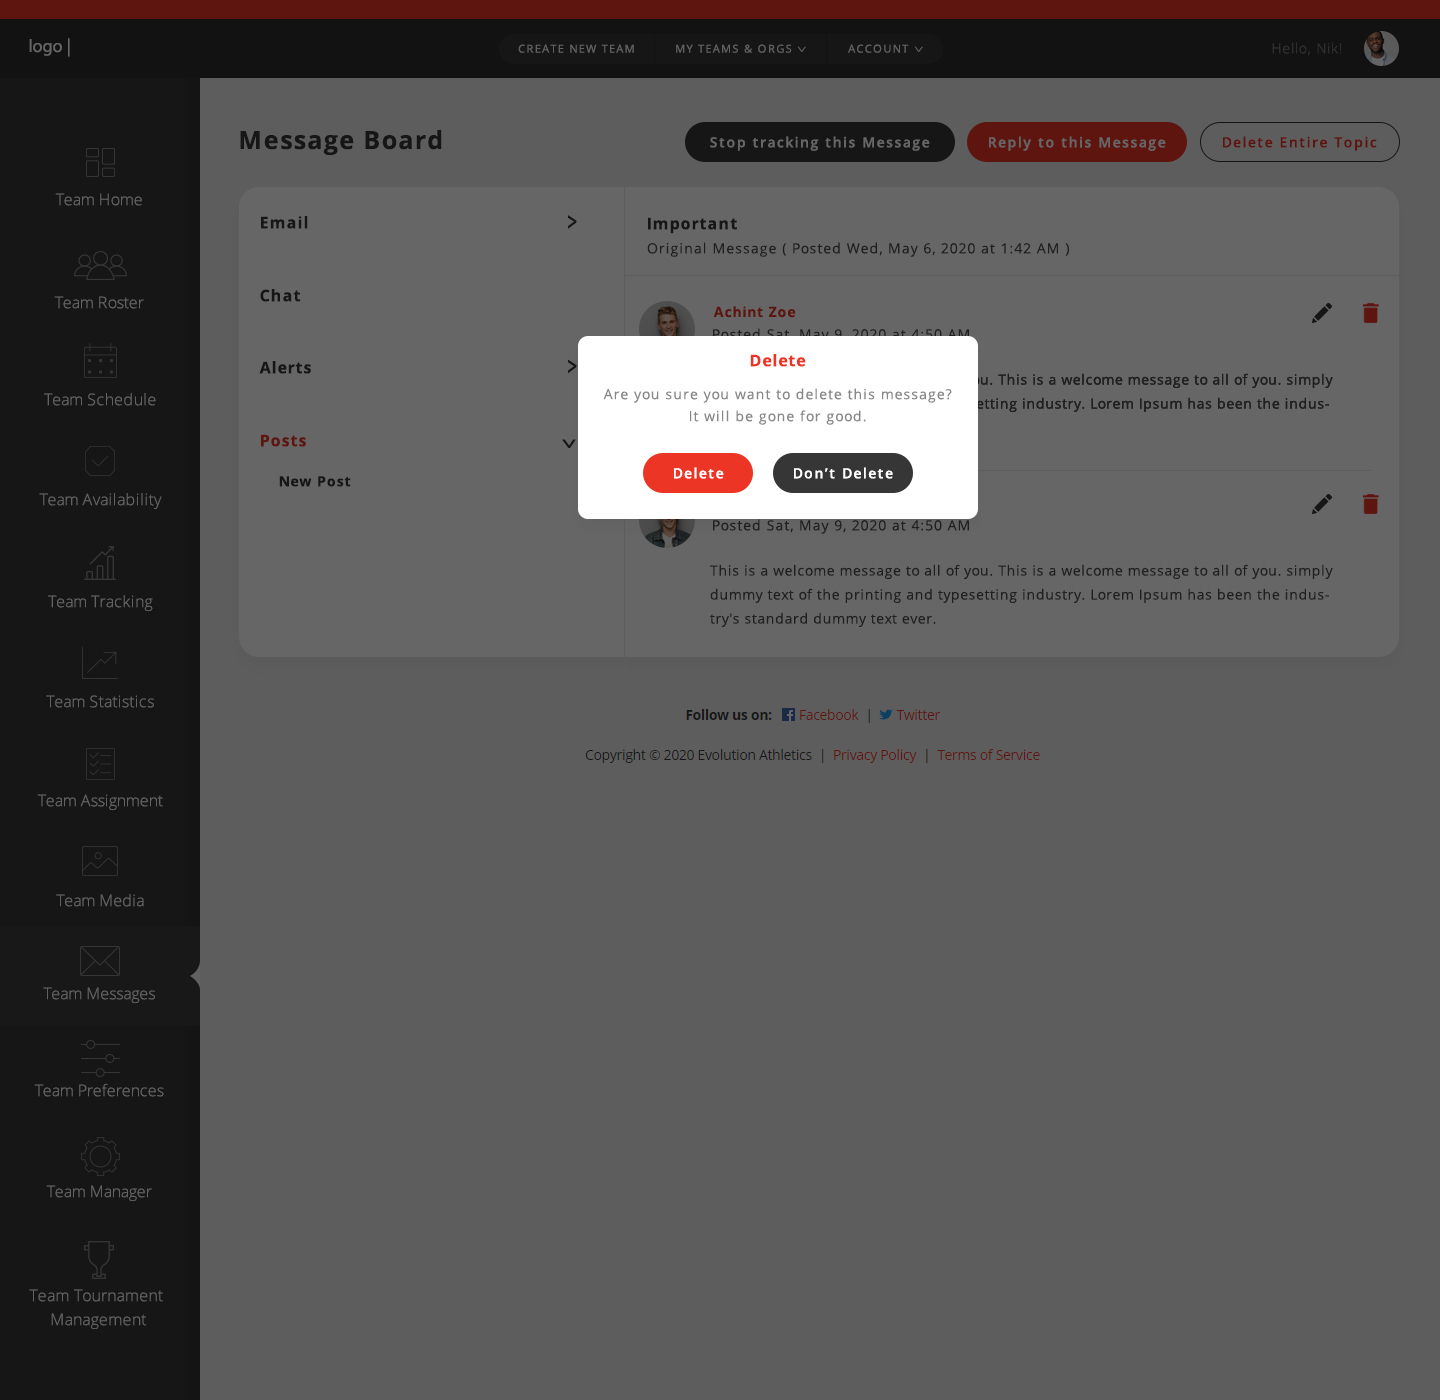 logo |
CREATE NEW TEAM
MY TEAMS & ORGS
ACCOUNT
Hello, Nik!
Team Home
Team Roster
Team Schedule
Team Availability
Team Tracking
Team Statistics
Team Assignment
Team Media
Team Messages
Team Preferences
Team Manager
Team Tournament
Management
Message Board
Stop tracking this Message
Reply to this Message
Delete Entire Topic
Email
Chat
Alerts
Posts
New Post
Important
Original Message ( Posted Wed, May 6, 2020 at 1:42 AM )
Achint Zoe
Posted Sat, May 9, 2020 at 4:50 AM
u. This is a welcome message to all of you. simply
etting industry. Lorem Ipsum has been the indus-
Delete
Are you sure you want to delete this message?
It will be gone for good.
Delete
Don't Delete
Posted Sat, May 9, 2020 at 4:50 AM
This is a welcome message to all of you. This is a welcome message to all of you. simply
dummy text of the printing and typesetting industry. Lorem Ipsum has been the indus-
try's standard dummy text ever.
Follow us on: Facebook | Twitter
Copyright © 2020 Evolution Athletics | Privacy Policy | Terms of Service